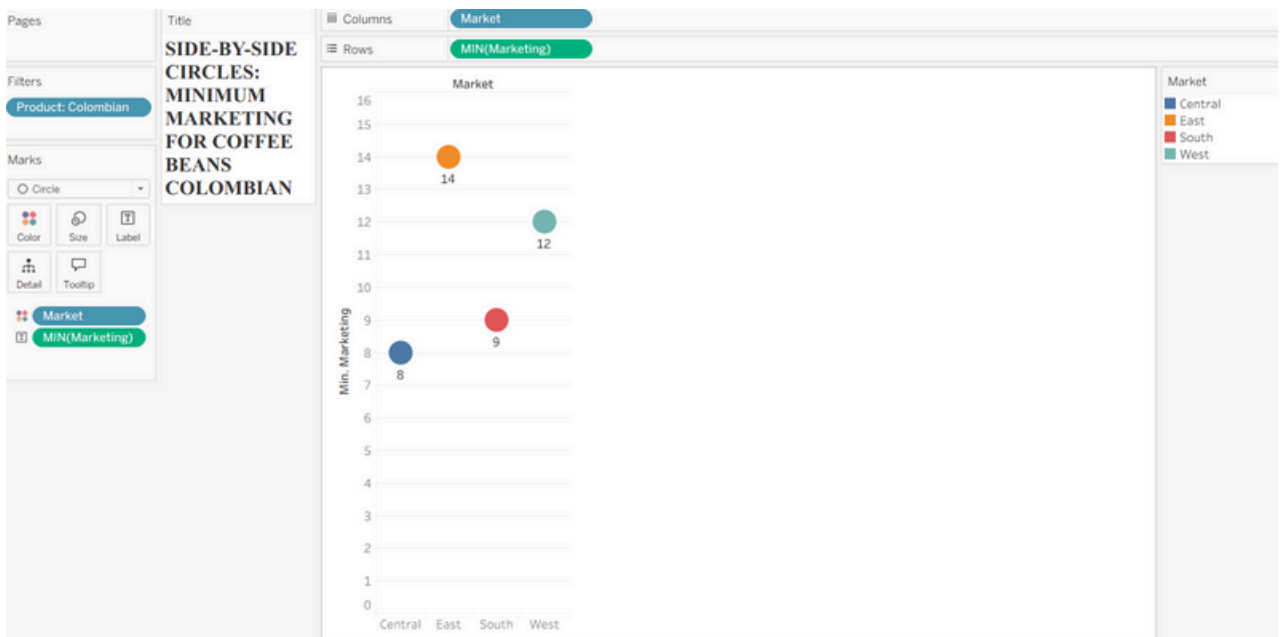 Pages
Filters
Product: Colombian
Marks
Circle
Color
Size
Label
Detail
Tooltip
Market
MIN(Marketing)
Title
SIDE-BY-SIDE
CIRCLES:
MINIMUM
MARKETING
FOR COFFEE
BEANS
COLOMBIAN
Columns
Market
Rows
MIN(Marketing)
Market
Min. Marketing
16
15
14
13
12
11
10
9
8
7
6
5
4
3
2
1
0
14
12
9
8
Central East South West
Market
Central
East
South
West